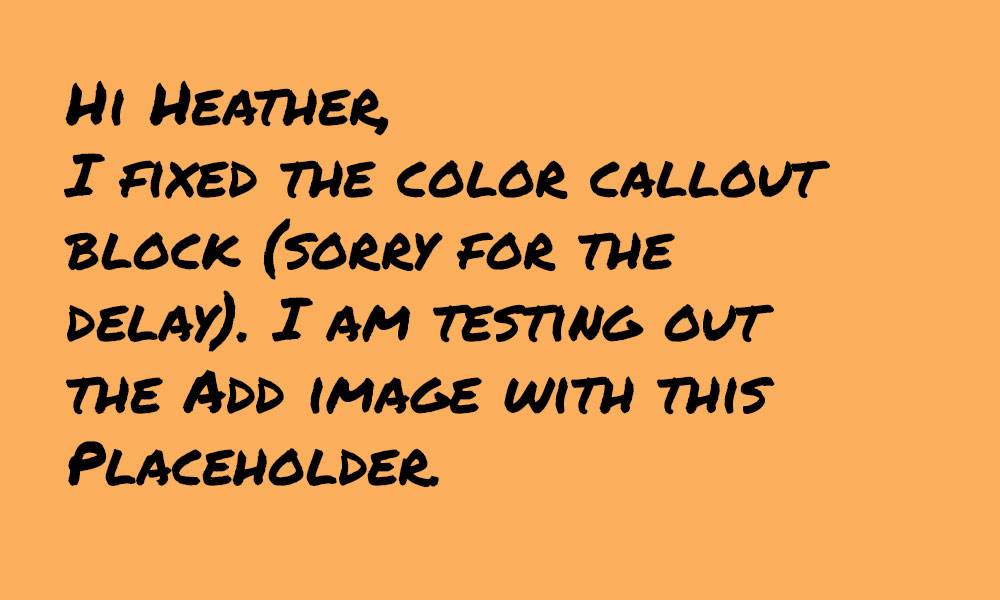 Hi Heather,
I fixed the color callout
block (sorry for the
delay). I am testing out
the Add image with this
Placeholder.